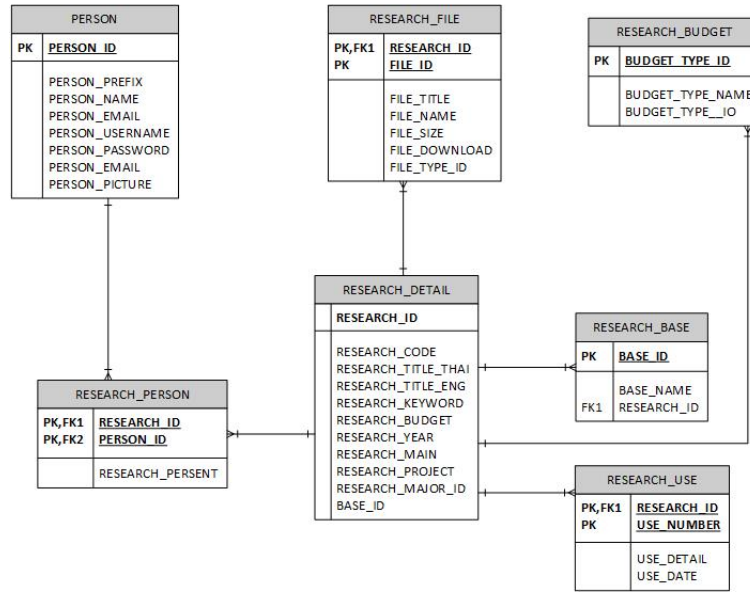 PERSON
PK PERSON_ID
PERSON_PREFIX
PERSON_NAME
PERSON_EMAIL
PERSON_USERNAME
PERSON_PASSWORD
PERSON_EMAIL
PERSON_PICTURE
RESEARCH_FILE
PK,FK1 RESEARCH_ID
PK FILE_ID
FILE_TITLE
FILE_NAME
FILE_SIZE
FILE_DOWNLOAD
FILE_TYPE_ID
RESEARCH_BUDGET
PK BUDGET_TYPE_ID
BUDGET_TYPE_NAME
BUDGET_TYPE__IO
RESEARCH_DETAIL
RESEARCH_ID
RESEARCH_CODE
RESEARCH_TITLE_THAI
RESEARCH_TITLE_ENG
RESEARCH_KEYWORD
RESEARCH_BUDGET
RESEARCH_YEAR
RESEARCH_MAIN
RESEARCH_PROJECT
RESEARCH_MAJOR_ID
BASE_ID
RESEARCH_BASE
PK BASE_ID
BASE_NAME
FK1 RESEARCH_ID
RESEARCH_PERSON
PK,FK1 RESEARCH_ID
PK,FK2 PERSON_ID
RESEARCH_PERSENT
RESEARCH_USE
PK,FK1 RESEARCH_ID
PK USE_NUMBER
USE_DETAIL
USE_DATE